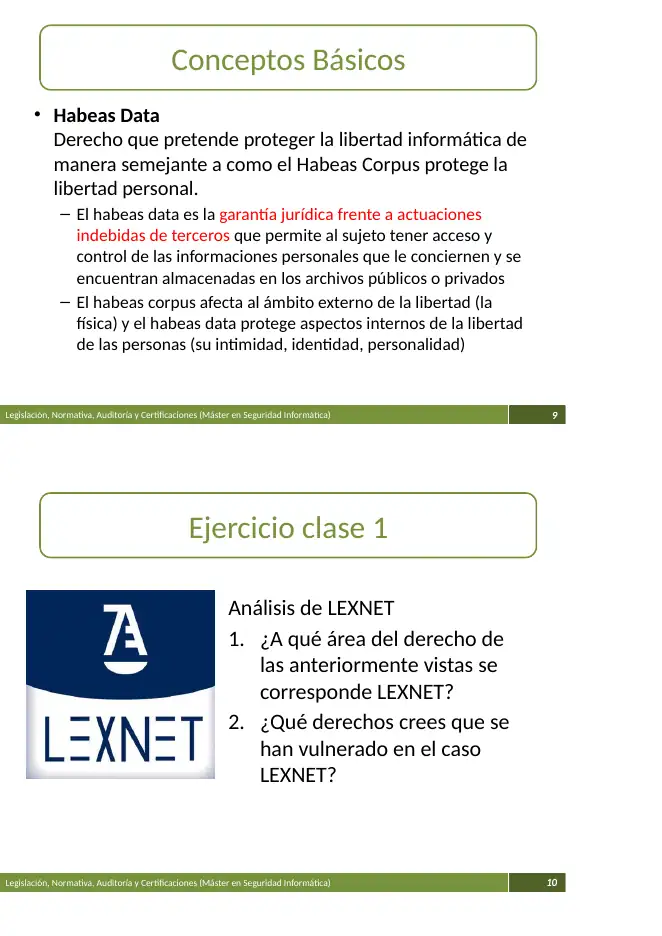 Conceptos Básicos
• Habeas Data
Derecho que pretende proteger la libertad informática de
manera semejante a como el Habeas Corpus protege la
libertad personal.
– El habeas data es la garantía jurídica frente a actuaciones
indebidas de terceros que permite al sujeto tener acceso y
control de las informaciones personales que le conciernen y se
encuentran almacenadas en los archivos públicos o privados
– El habeas corpus afecta al ámbito externo de la libertad (la
física) y el habeas data protege aspectos internos de la libertad
de las personas (su intimidad, identidad, personalidad)
Legislación, Normativa, Auditoría y Certificaciones (Máster en Seguridad Informática)
9
Ejercicio clase 1
LEXNET
Análisis de LEXNET
1. ¿A qué área del derecho de
las anteriormente vistas se
corresponde LEXNET?
2. ¿Qué derechos crees que se
han vulnerado en el caso
LEXNET?
Legislación, Normativa, Auditoría y Certificaciones (Máster en Seguridad Informática)
10